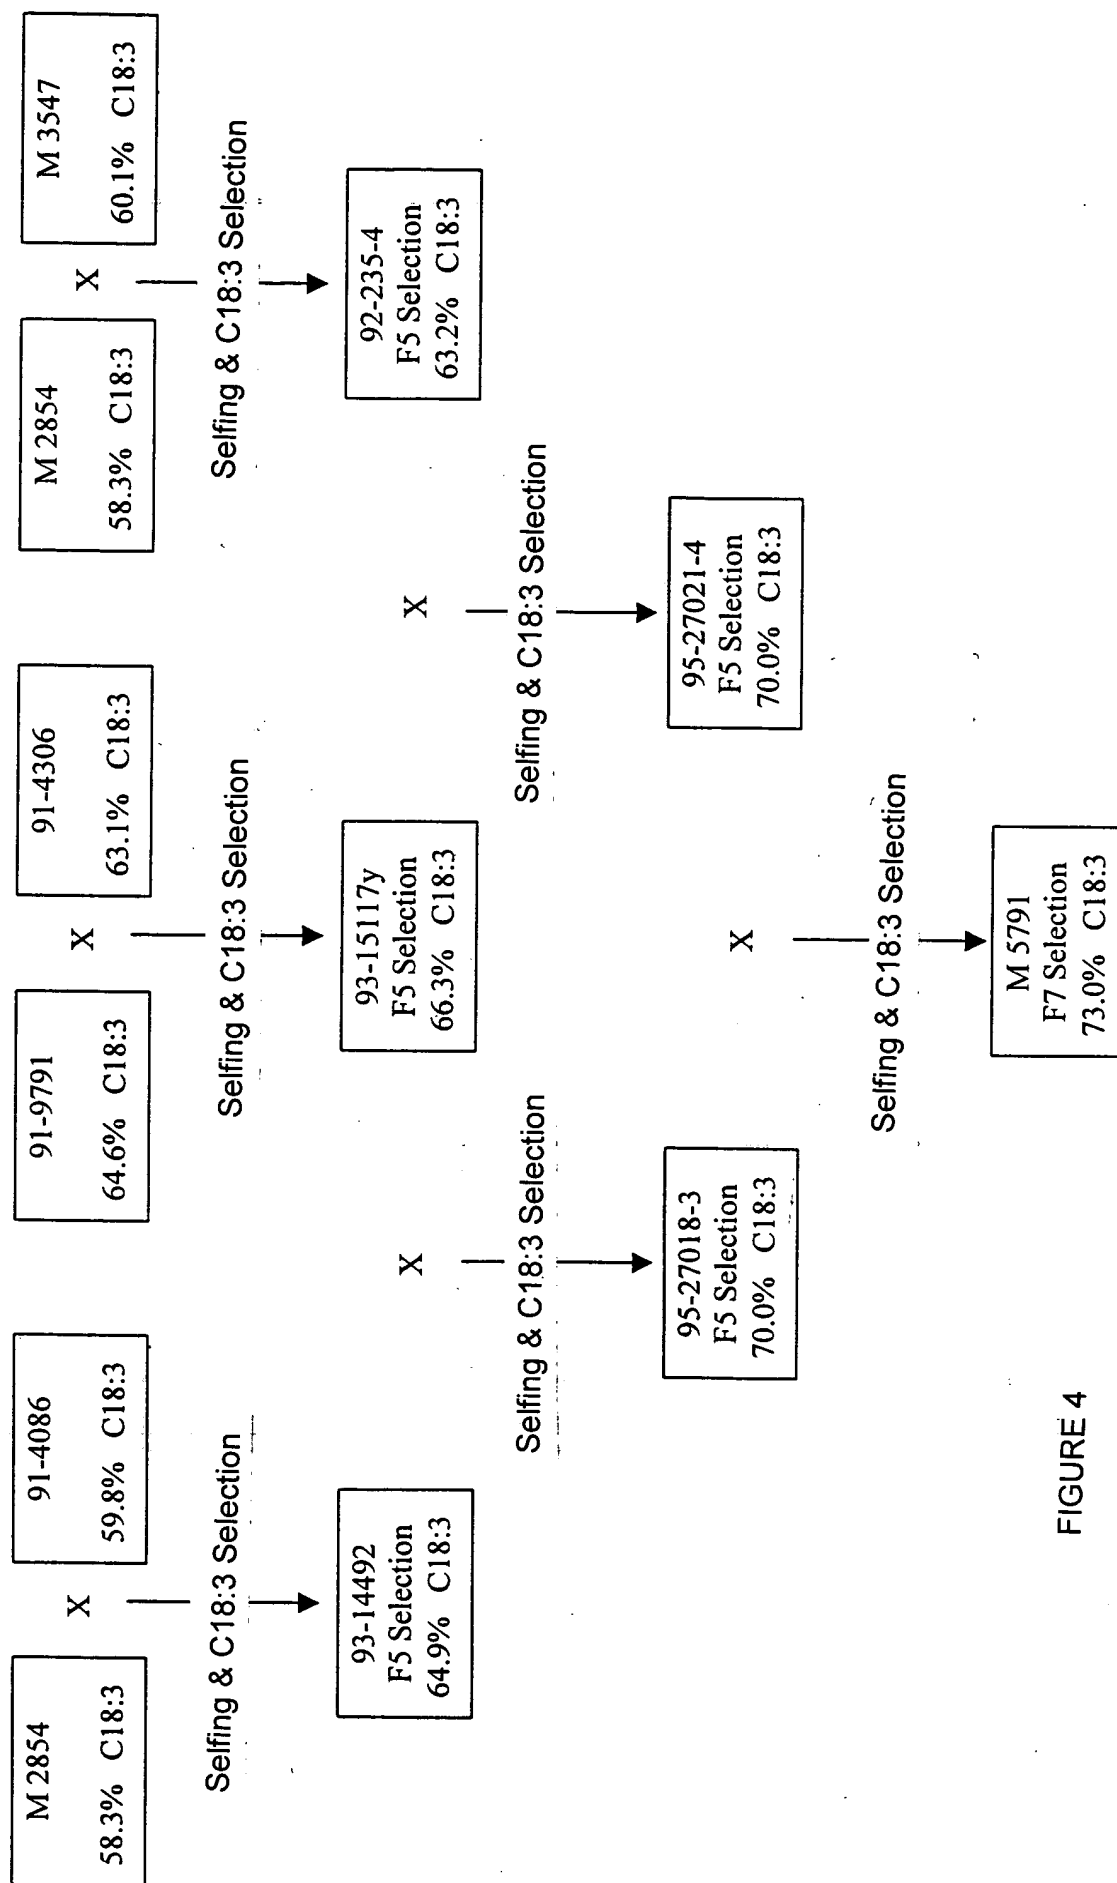 M 2854
58.3% C18:3
X
91-4086
59.8% C18:3
91-9791
64.6% C18:3
X
91-4306
63.1% C18:3
M 2854
58.3% C18:3
X
M 3547
60.1% C18:3
Selfing & C18:3 Selection
Selfing & C18:3 Selection
Selfing & C18:3 Selection
93-14492
F5 Selection
64.9% C18:3
X
93-15117y
F5 Selection
66.3% C18:3
X
92-235-4
F5 Selection
63.2% C18:3
Selfing & C18:3 Selection
Selfing & C18:3 Selection
95-27018-3
F5 Selection
70.0% C18:3
X
95-27021-4
F5 Selection
70.0% C18:3
Selfing & C18:3 Selection
M 5791
F7 Selection
73.0% C18:3
FIGURE 4